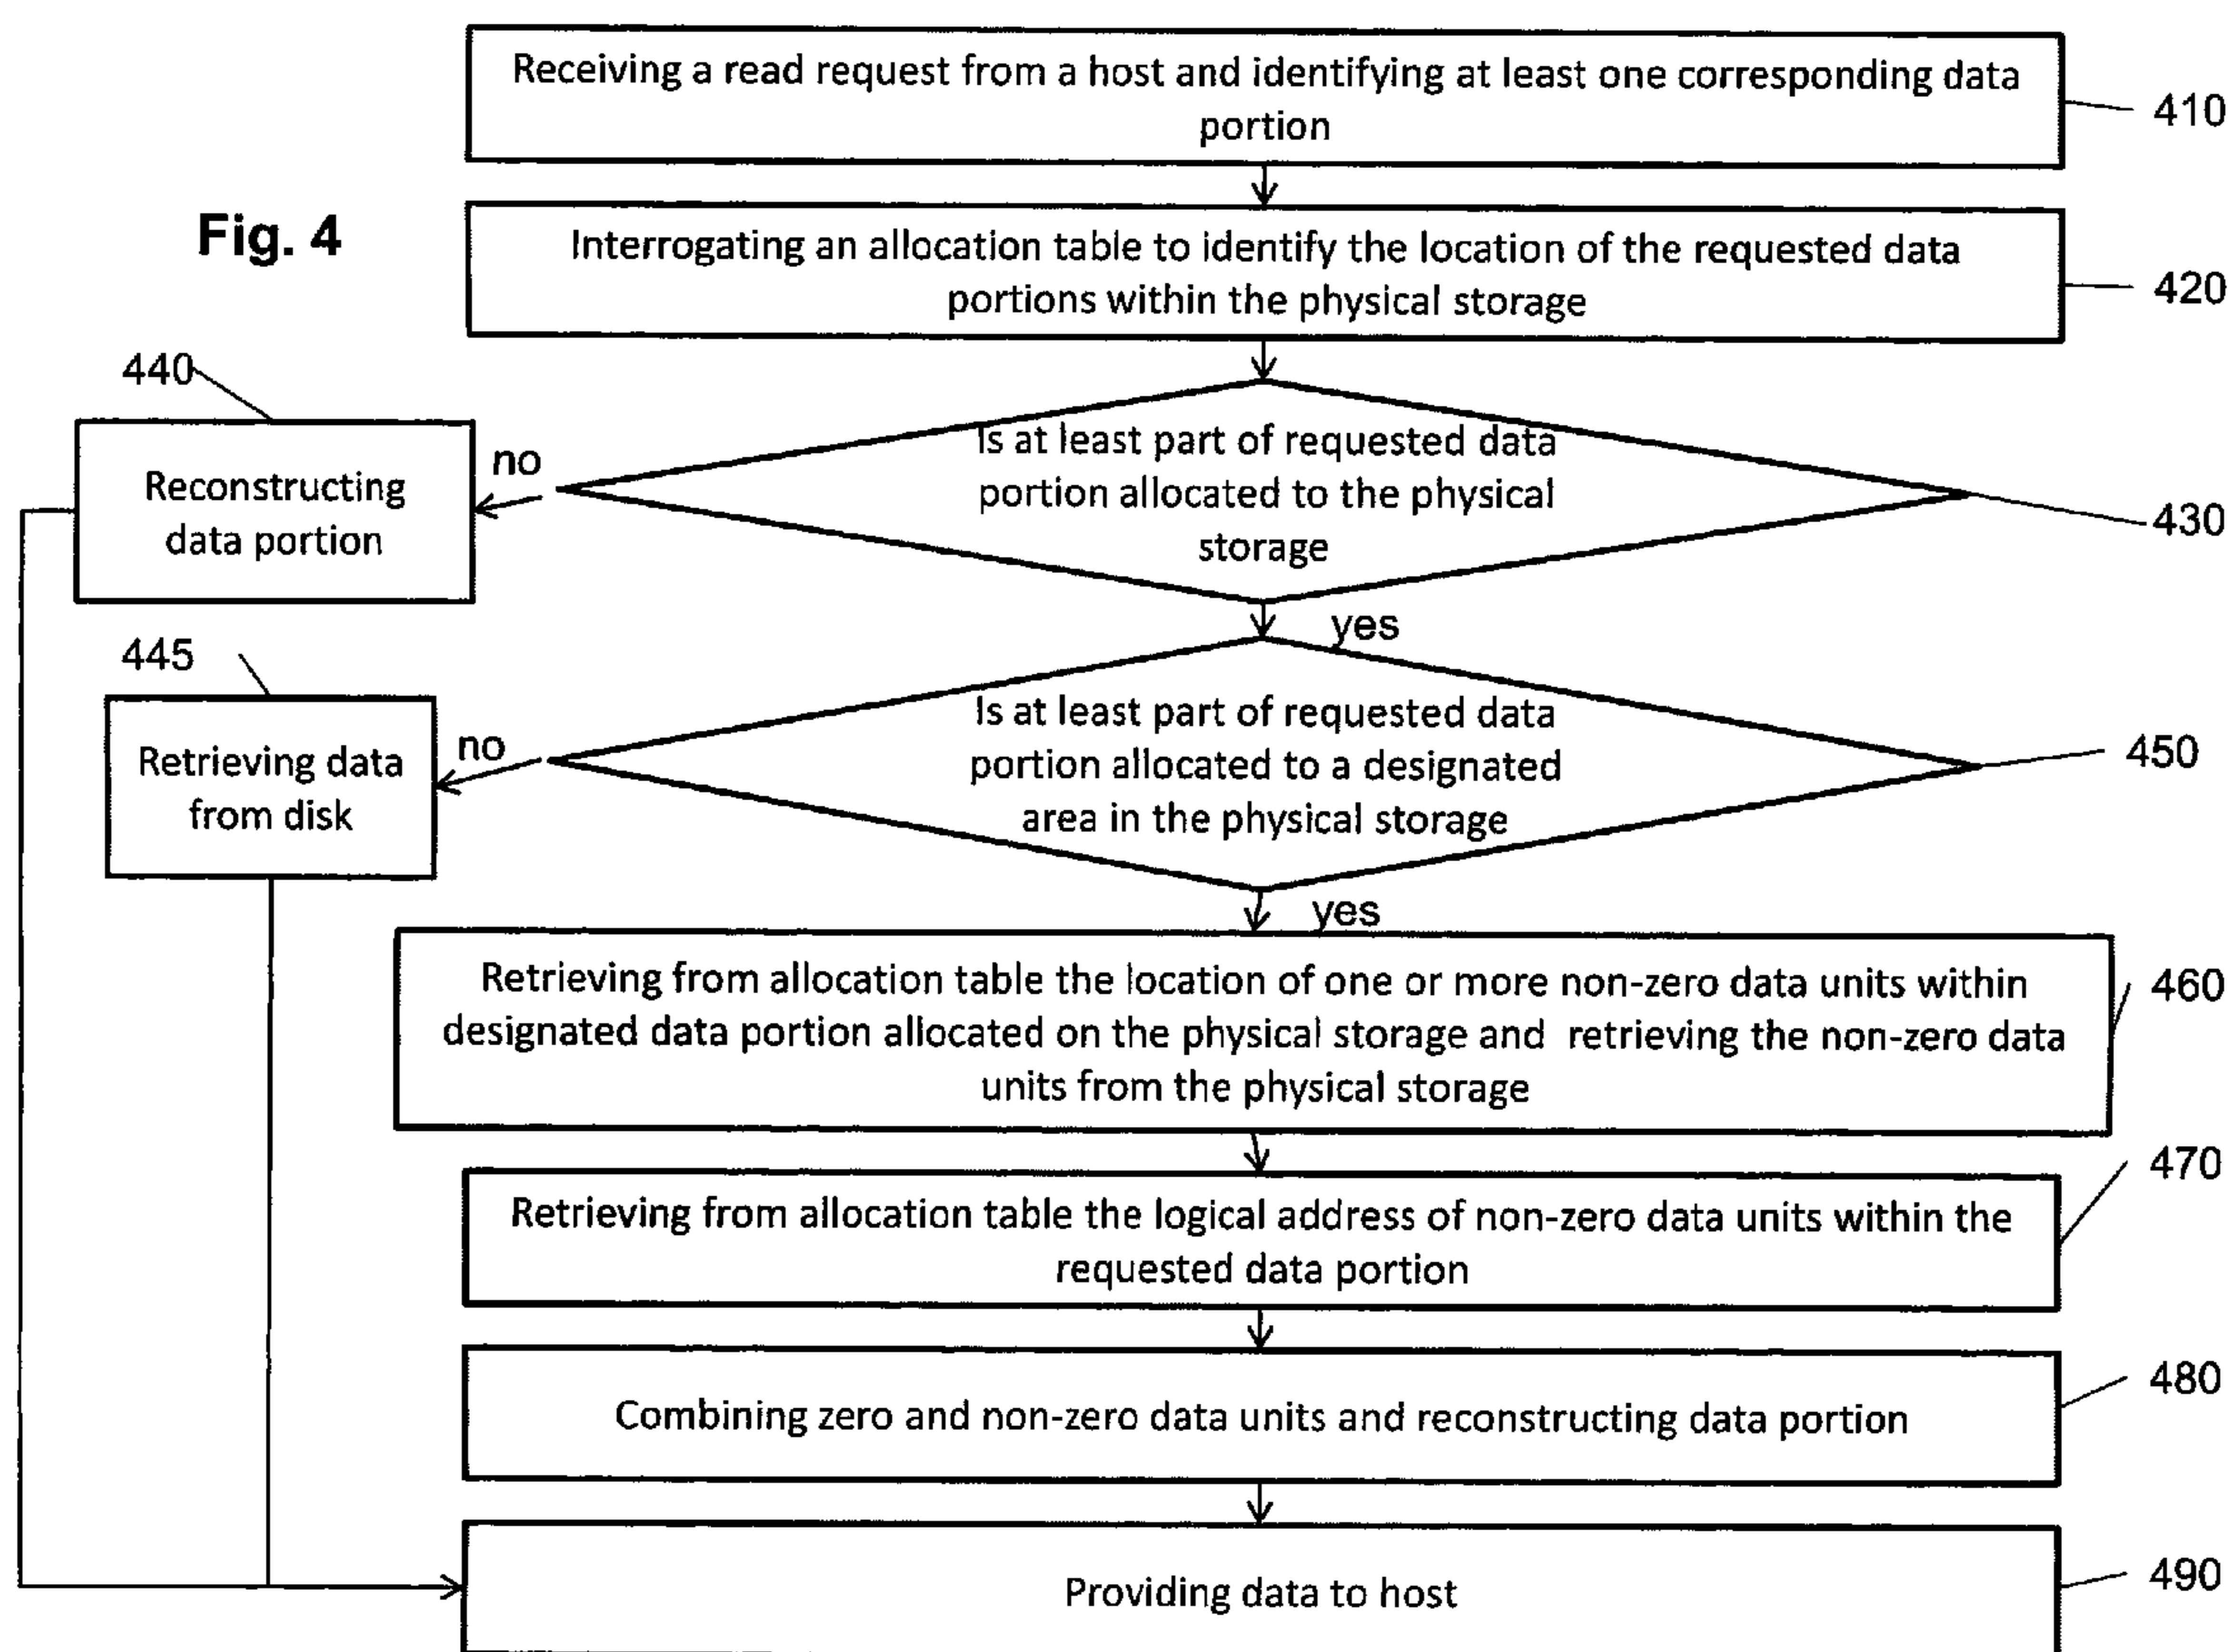 Receiving a read request from a host and identifying at least one corresponding data
portion
410
Fig. 4
Interrogating an allocation table to identify the location of the requested data
portions within the physical storage
420
440
Reconstructing
data portion
no
Is at least part of requested data
portion allocated to the physical
storage
430
yes
445
Retrieving data
from disk
no
Is at least part of requested data
portion allocated to a designated
area in the physical storage
450
yes
Retrieving from allocation table the location of one or more non-zero data units within
designated data portion allocated on the physical storage and retrieving the non-zero data
units from the physical storage
460
Retrieving from allocation table the logical address of non-zero data units within the
requested data portion
470
Combining zero and non-zero data units and reconstructing data portion
480
Providing data to host
490